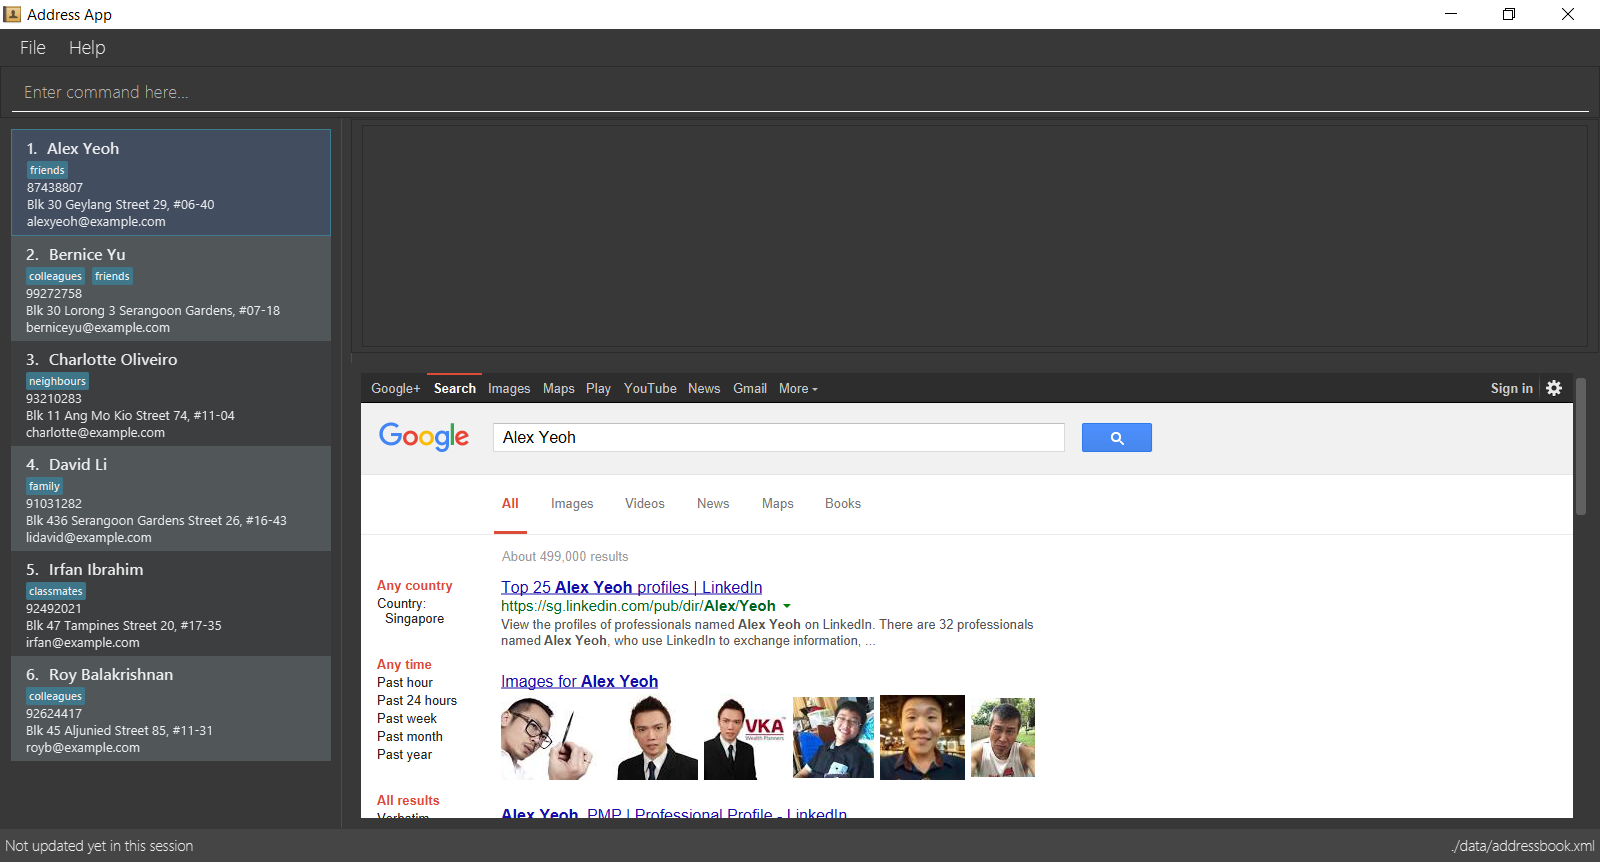 Address App
File Help
Enter command here...
1. Alex Yeoh
friends
87438807
Blk 30 Geylang Street 29, #06-40
alexyeoh@example.com
2. Bernice Yu
colleagues friends
99272758
Blk 30 Lorong 3 Serangoon Gardens, #07-18
berniceyu@example.com
3. Charlotte Oliveiro
neighbours
93210283
Blk 11 Ang Mo Kio Street 74, #11-04
charlotte@example.com
4. David Li
family
91031282
Blk 436 Serangoon Gardens Street 26, #16-43
lidavid@example.com
5. Irfan Ibrahim
classmates
92492021
Blk 47 Tampines Street 20, #17-35
irfan@example.com
6. Roy Balakrishnan
colleagues
92624417
Blk 45 Aljunied Street 85, #11-31
royb@example.com
Google+ Search Images Maps Play YouTube News Gmail More Sign in
Google Alex Yeoh
All Images Videos News Maps Books
About 499,000 results
Any country
Country:
Singapore
Any time
Past hour
Past 24 hours
Past week
Past month
Past year
All results
Verbatim
Top 25 Alex Yeoh profiles | LinkedIn
https://sg.linkedin.com/pub/dir/Alex/Yeoh
View the profiles of professionals named Alex Yeoh on LinkedIn. There are 32 professionals
named Alex Yeoh, who use LinkedIn to exchange information, ...
Images for Alex Yeoh
VKA
Wealth Planners
Alex Yeoh, PMP | Professional Profile - LinkedIn
Not updated yet in this session
./data/addressbook.xml